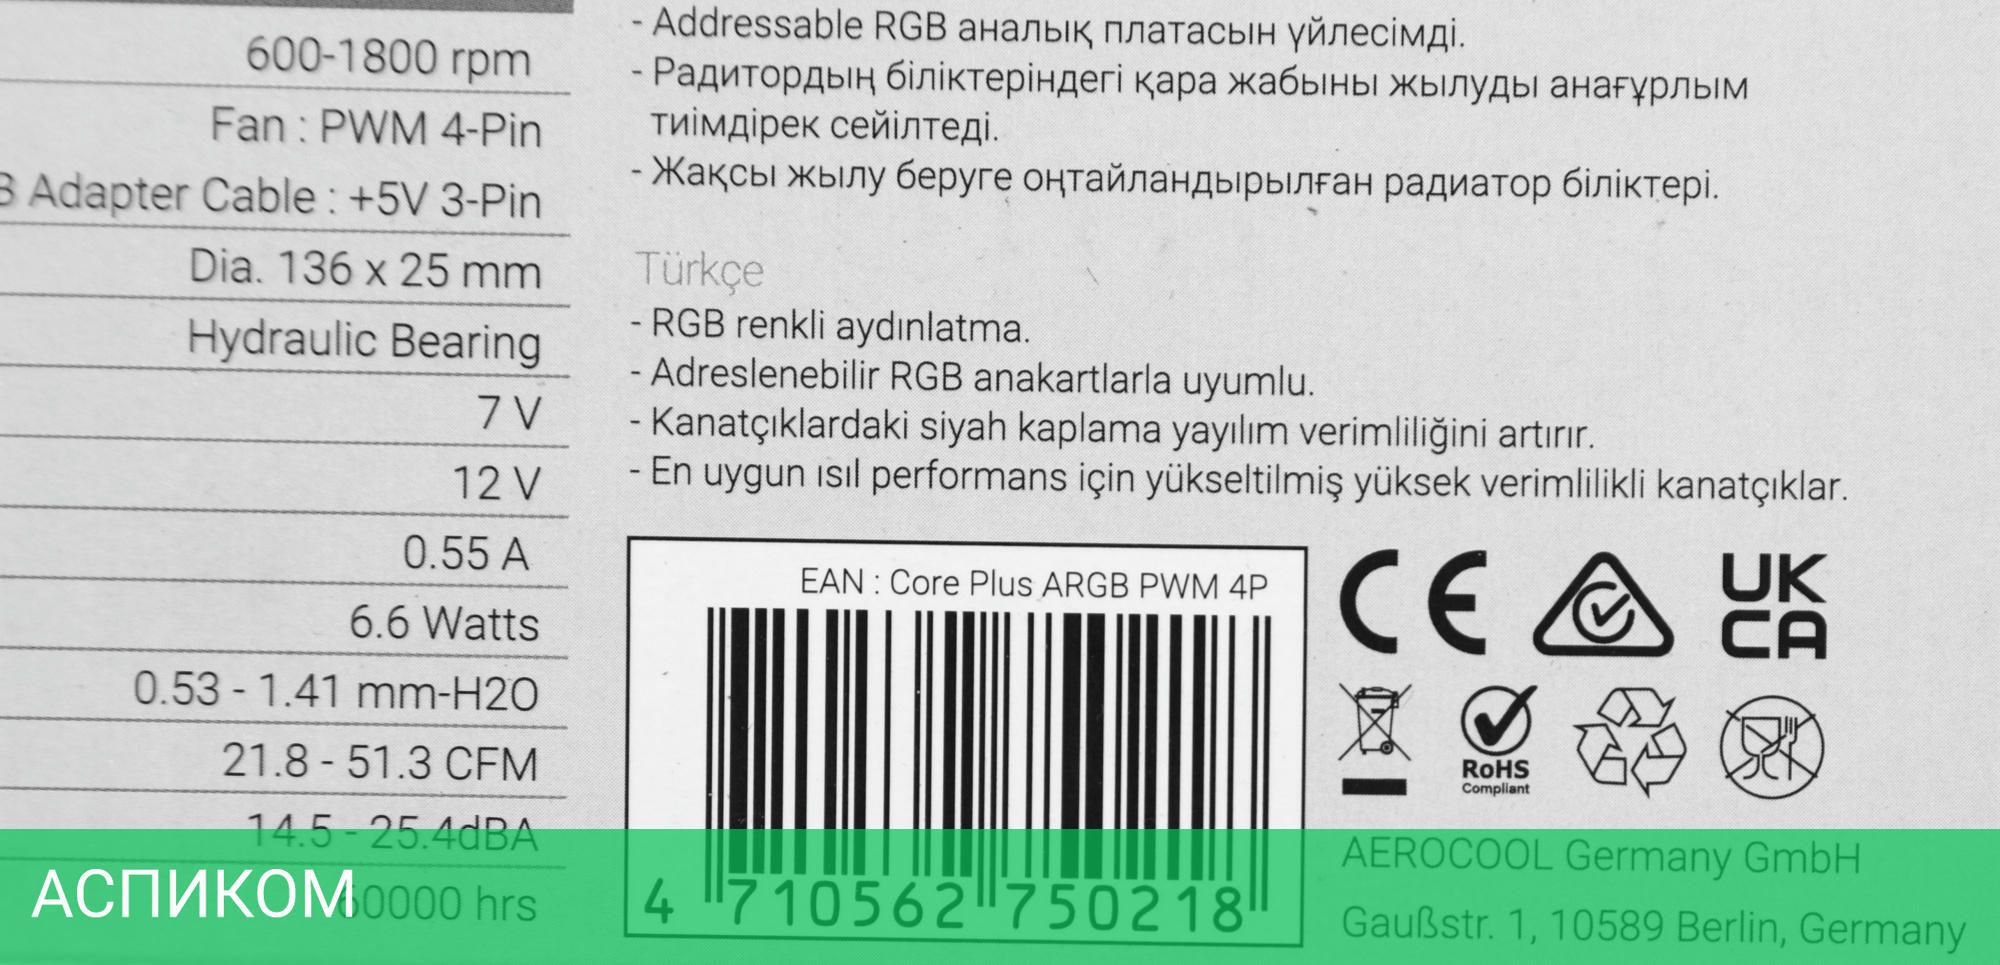 600-1800 rpm
Fan : PWM 4-Pin
B Adapter Cable : +5V 3-Pin
Dia. 136 x 25 mm
Hydraulic Bearing
7 V
12 V
0.55 A
6.6 Watts
0.53 - 1.41 mm-H2O
21.8 - 51.3 CFM
14.5 - 25.4dBA
60000 hrs
АСПИКОМ
- Addressable RGB аналық платасын үйлесімді.
- Радитордың біліктеріндегі қара жабыны жылуды анағұрлым
тиімдірек сейілтеді.
- Жақсы жылу беруге оңтайландырылған радиатор біліктері.
Türkçe
- RGB renkli aydınlatma.
- Adreslenebilir RGB anakartlarla uyumlu.
- Kanatçıklardaki siyah kaplama yayılım verimliliğini artırır.
- En uygun ısıl performans için yükseltilmiş yüksek verimlilikli kanatçıklar.
EAN : Core Plus ARGB PWM 4P
4 710562 750218
CE
UK
CA
RoHS
Compliant
AEROCOOL Germany GmbH
Gaußstr. 1, 10589 Berlin, Germany